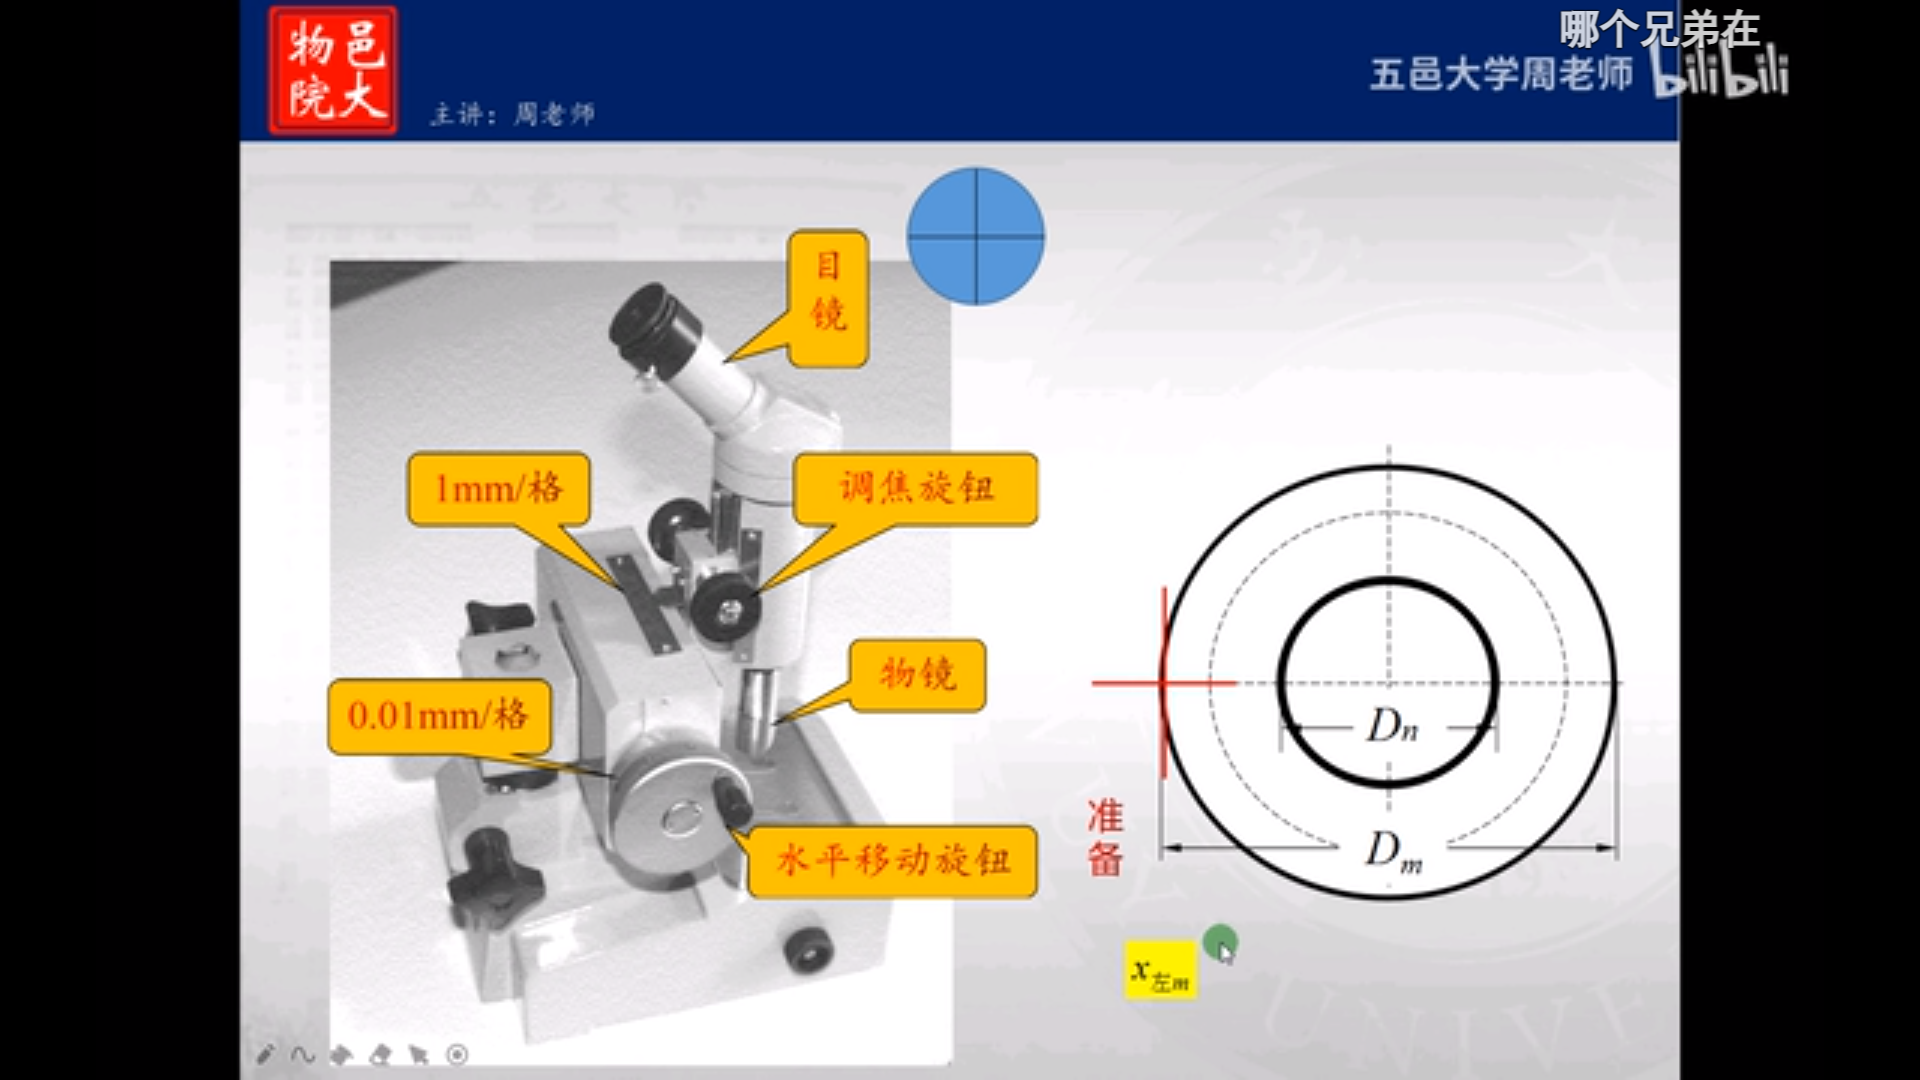 哪个兄弟在
五邑大学周老师 bilibili
物邑
院大
主讲：周老师
目镜
1mm/格
调焦旋钮
物镜
0.01mm/格
水平移动旋钮
Dn
Dm
准备
x左m
UNIVE